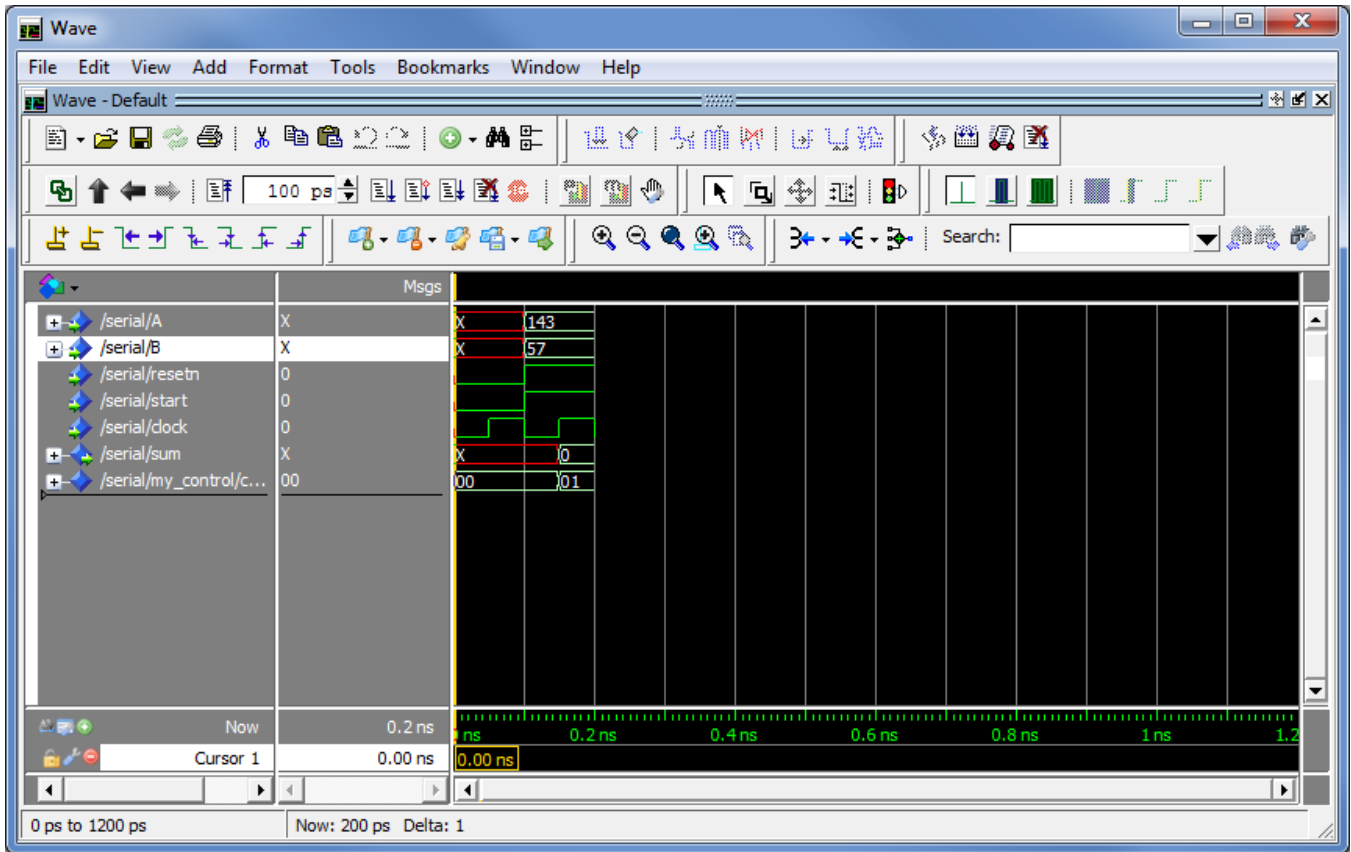 Wave
File Edit View Add Format Tools Bookmarks Window Help
Wave - Default
100 ps
Search:
Msgs
/serial/A X X 143
/serial/B X X 57
/serial/resetn 0
/serial/start 0
/serial/clock 0
/serial/sum X X 0
/serial/my_control/c... 00 00 01
Now 0.2 ns ns 0.2 ns 0.4 ns 0.6 ns 0.8 ns 1 ns 1.2
Cursor 1 0.00 ns 0.00 ns
0 ps to 1200 ps Now: 200 ps Delta: 1